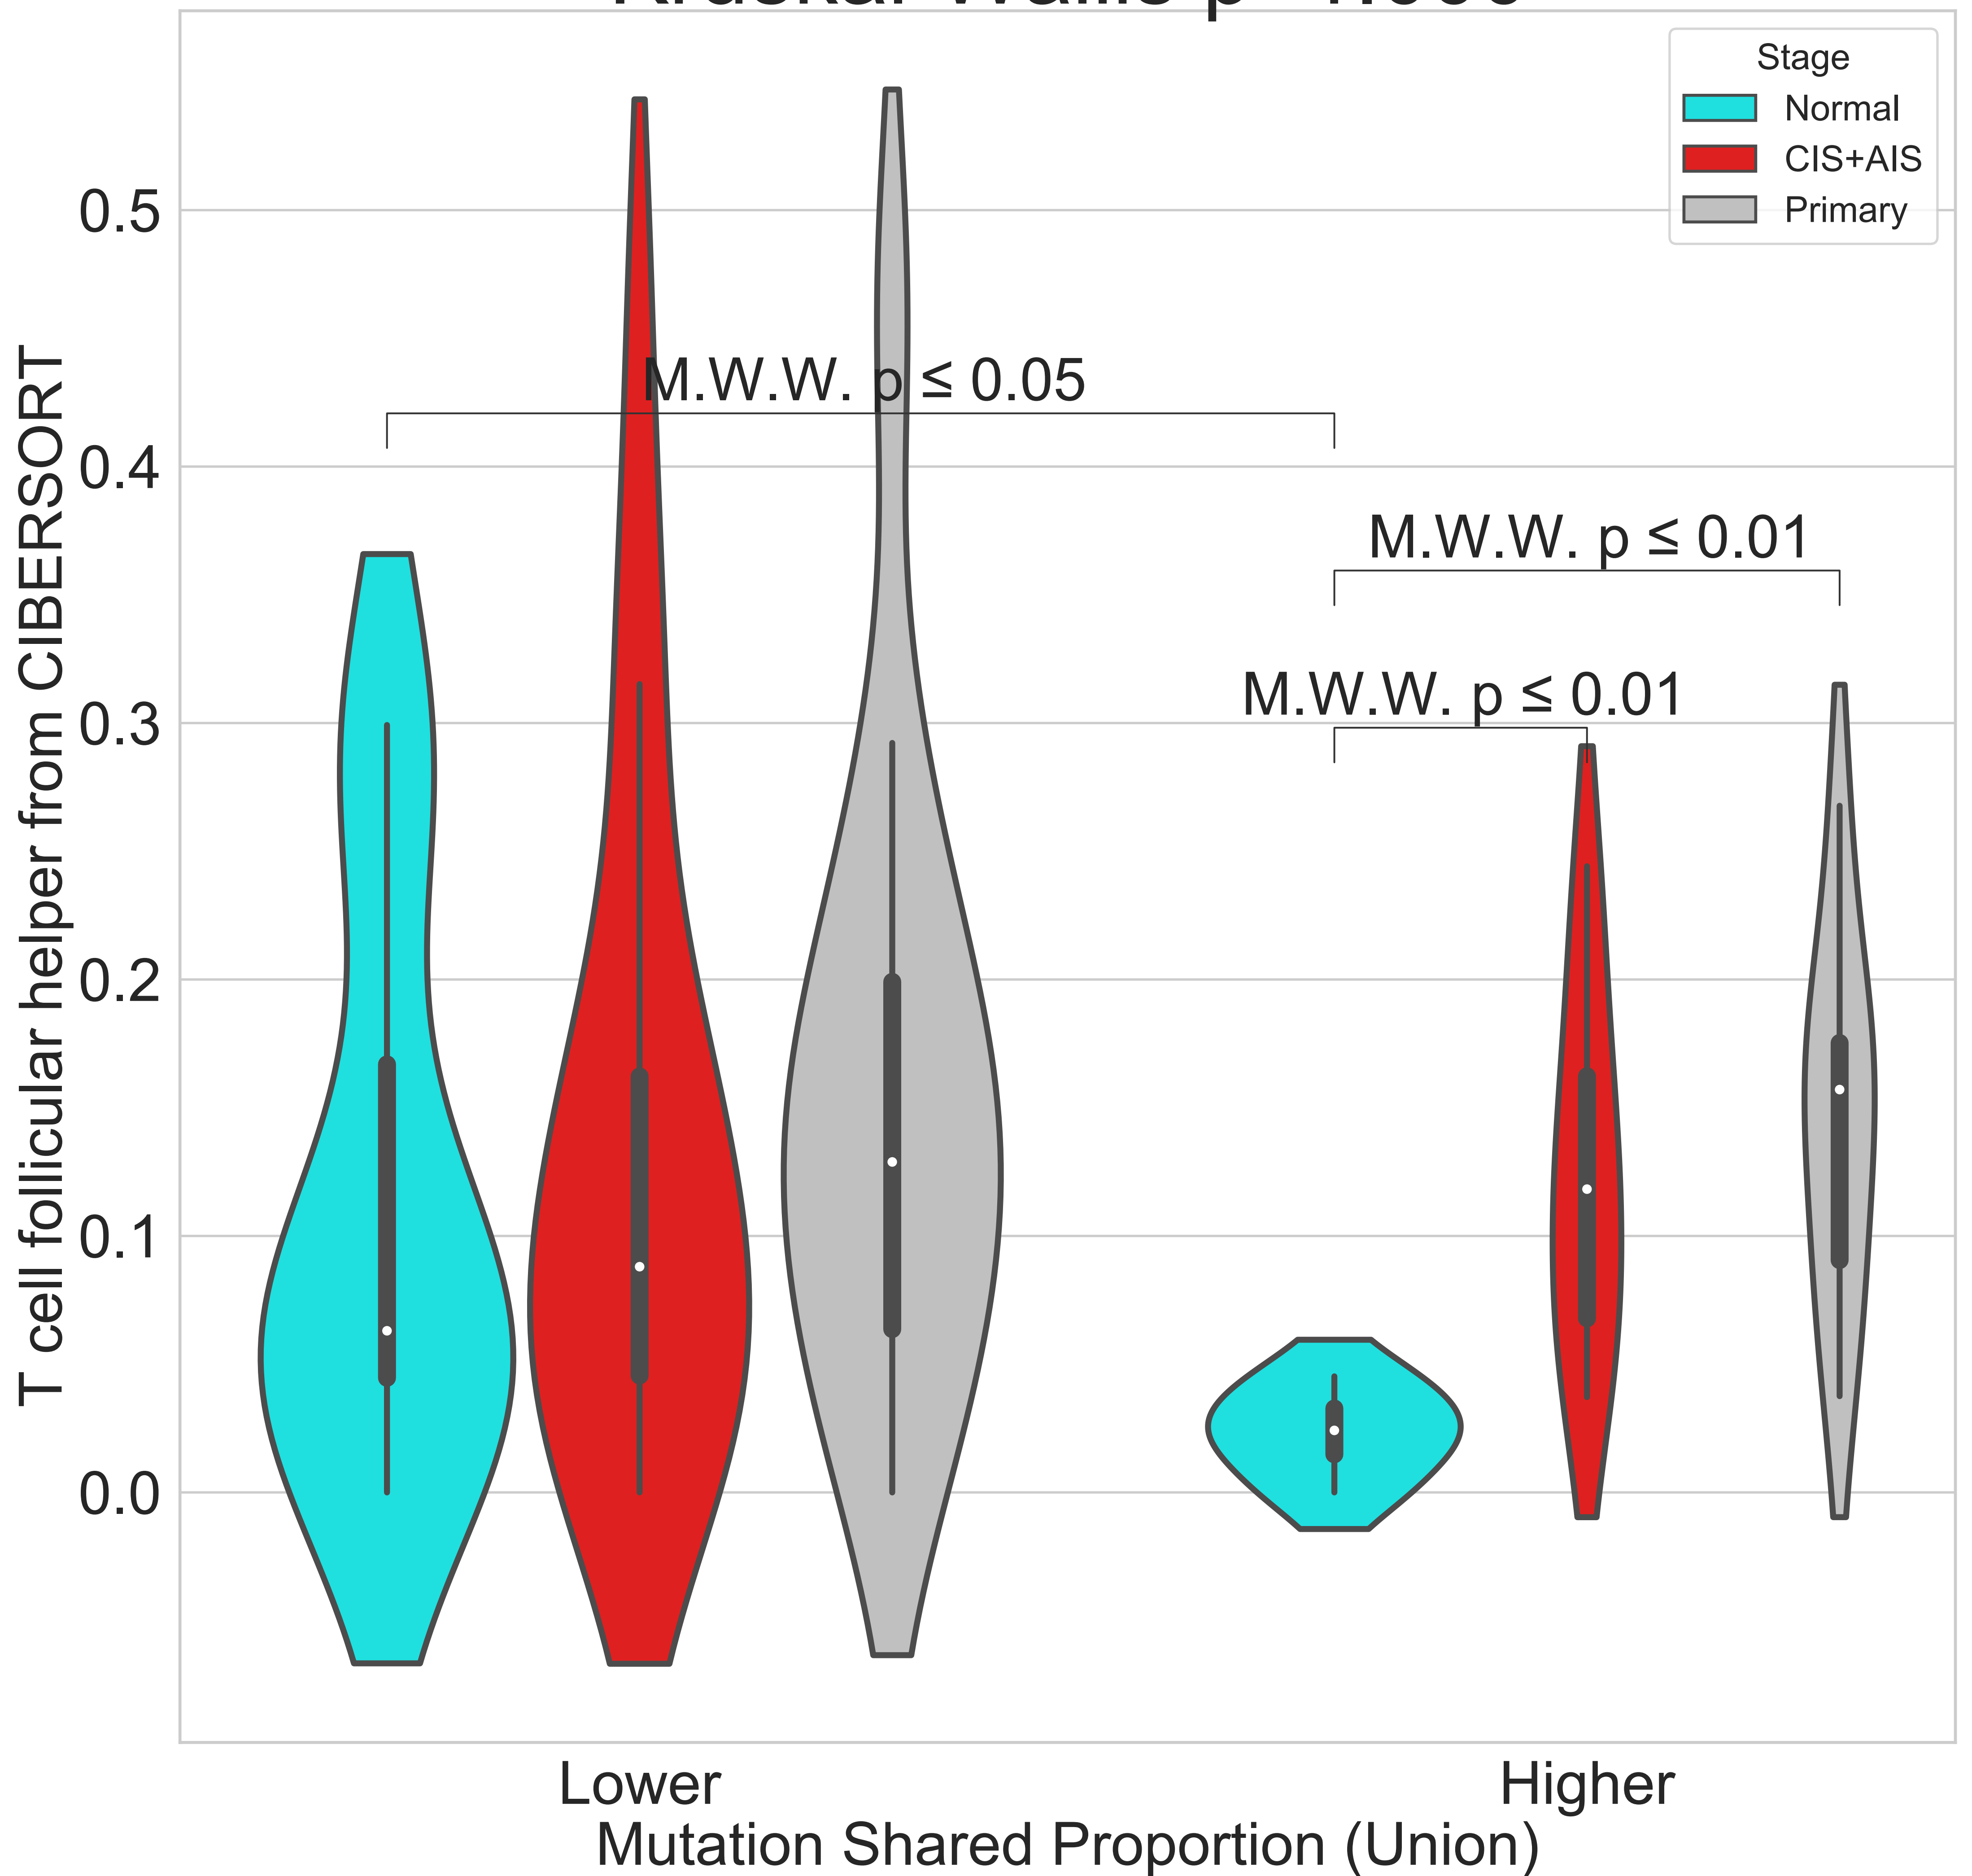 Stage
Normal
CIS+AIS
Primary
T cell follicular helper from CIBERSORT
0.5
0.4
0.3
0.2
0.1
0.0
M.W.W. p ≤ 0.05
M.W.W. p ≤ 0.01
M.W.W. p ≤ 0.01
Lower
Higher
Mutation Shared Proportion (Union)